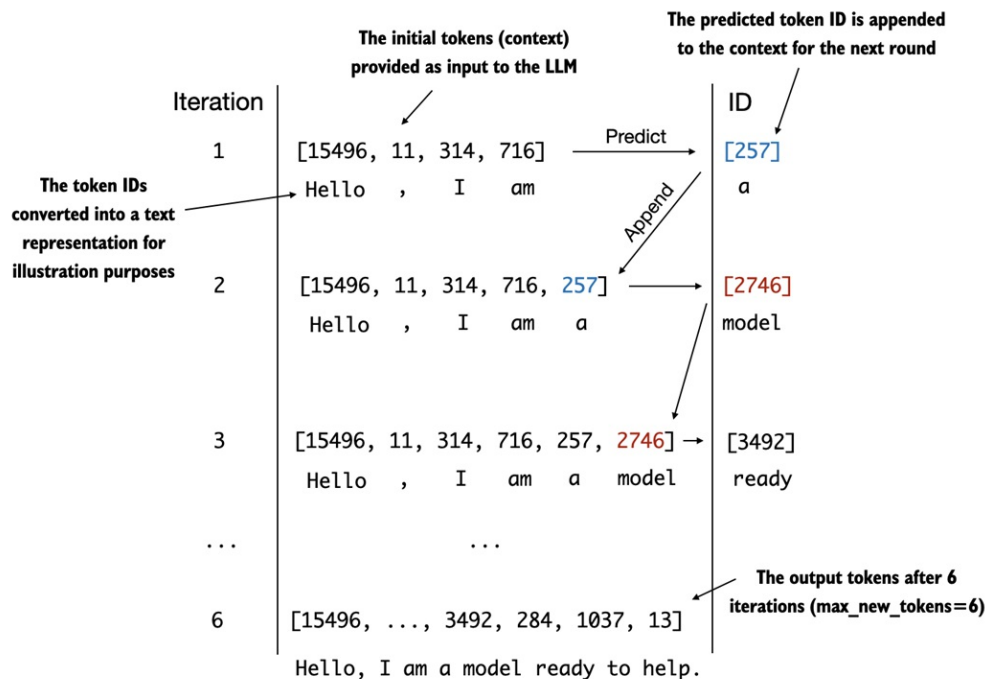 The predicted token ID is appended
to the context for the next round
The initial tokens (context)
provided as input to the LLM
Iteration
ID
1
[15496, 11, 314, 716]
Predict
[257]
Hello , I am
a
The token IDs
converted into a text
representation for
illustration purposes
Append
2
[15496, 11, 314, 716, 257]
[2746]
Hello , I am a
model
3
[15496, 11, 314, 716, 257, 2746]
[3492]
Hello , I am a model
ready
...
...
The output tokens after 6
iterations (max_new_tokens=6)
6
[15496, ..., 3492, 284, 1037, 13]
Hello, I am a model ready to help.